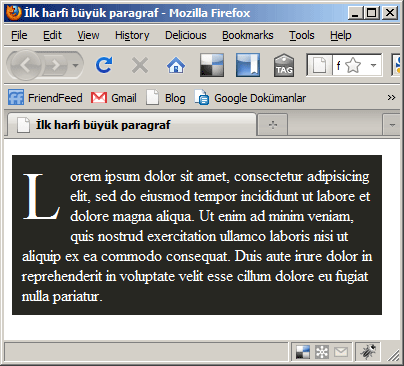 İlk harfi büyük paragraf - Mozilla Firefox
File Edit View History Delicious Bookmarks Tools Help
TAG f
FriendFeed Gmail Blog Google Dokümanlar »
İlk harfi büyük paragraf
Lorem ipsum dolor sit amet, consectetur adipisicing
elit, sed do eiusmod tempor incididunt ut labore et
dolore magna aliqua. Ut enim ad minim veniam,
quis nostrud exercitation ullamco laboris nisi ut
aliquip ex ea commodo consequat. Duis aute irure dolor in
reprehenderit in voluptate velit esse cillum dolore eu fugiat
nulla pariatur.